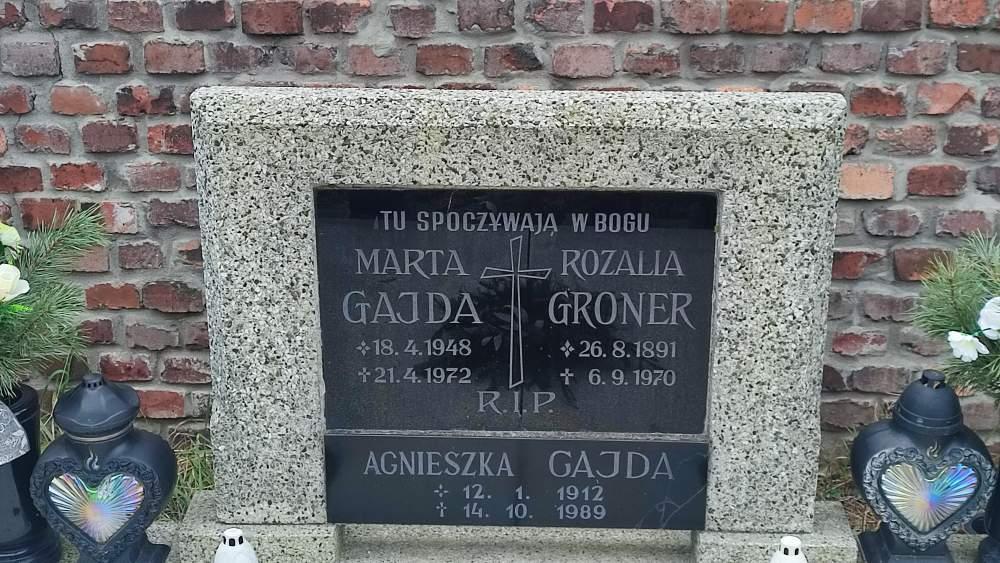 TU SPOCZYWAJĄ W BOGU
MARTA
GAJDA
18.4.1948
21.4.1972
ROZALIA
GRONER
26.8.1891
6.9.1970
R.I.P.
AGNIESZKA GAJDA
12. 1. 1912
14. 10. 1989